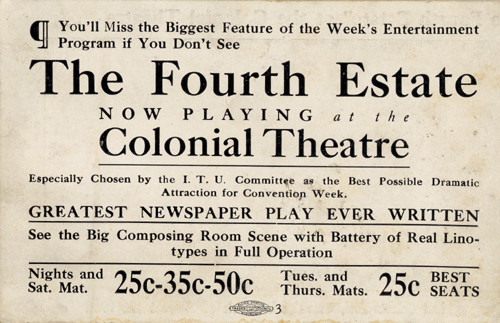 ¶ You'll Miss the Biggest Feature of the Week's Entertainment
Program if You Don't See
The Fourth Estate
NOW PLAYING at the
Colonial Theatre
Especially Chosen by the I. T. U. Committee as the Best Possible Dramatic
Attraction for Convention Week.
GREATEST NEWSPAPER PLAY EVER WRITTEN
See the Big Composing Room Scene with Battery of Real Lino-
types in Full Operation
Nights and Sat. Mat. 25c-35c-50c Tues. and Thurs. Mats. 25c BEST SEATS
3